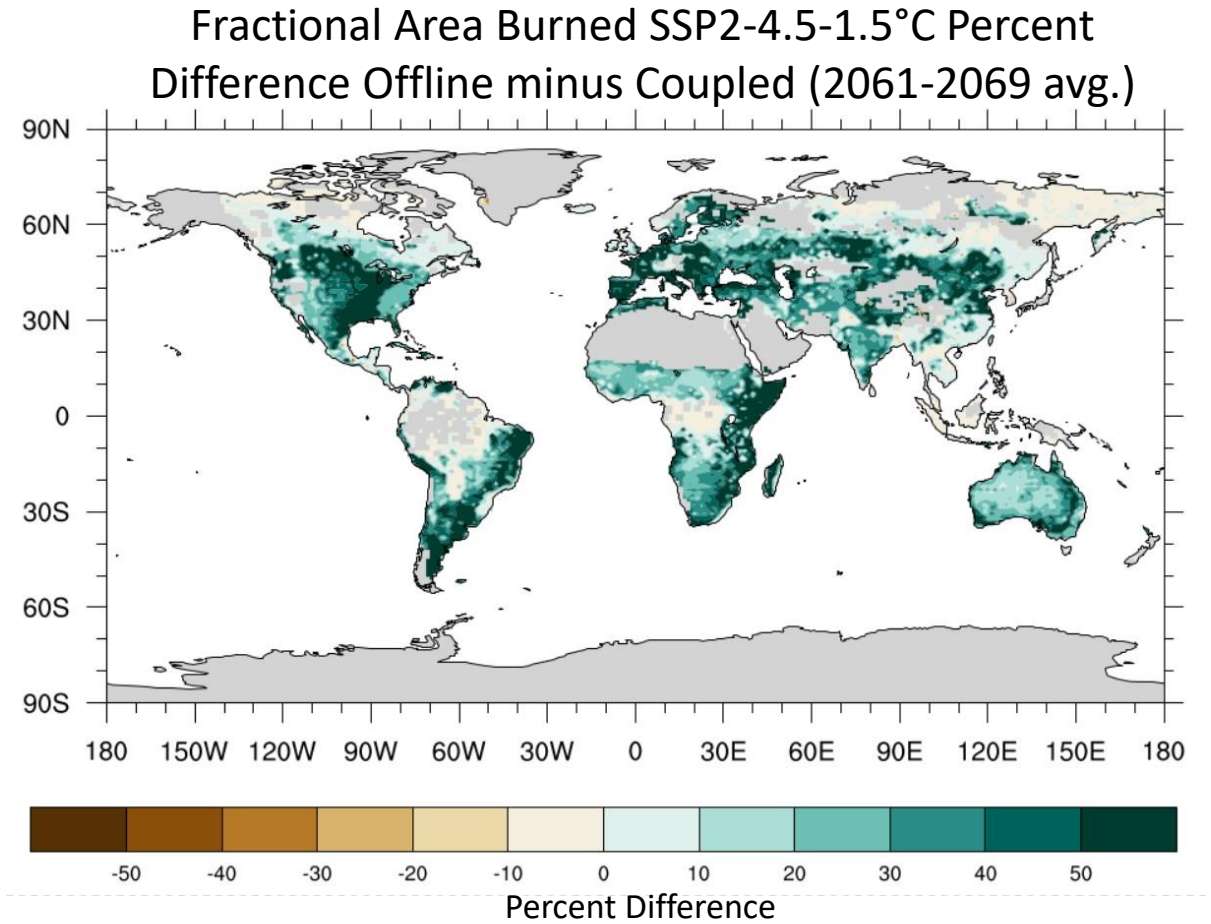 Fractional Area Burned SSP2-4.5-1.5°C Percent
Difference Offline minus Coupled (2061-2069 avg.)
90N
60N
30N
0
30S
60S
90S
180 150W 120W 90W 60W 30W 0 30E 60E 90E 120E 150E 180
-50 -40 -30 -20 -10 0 10 20 30 40 50
Percent Difference